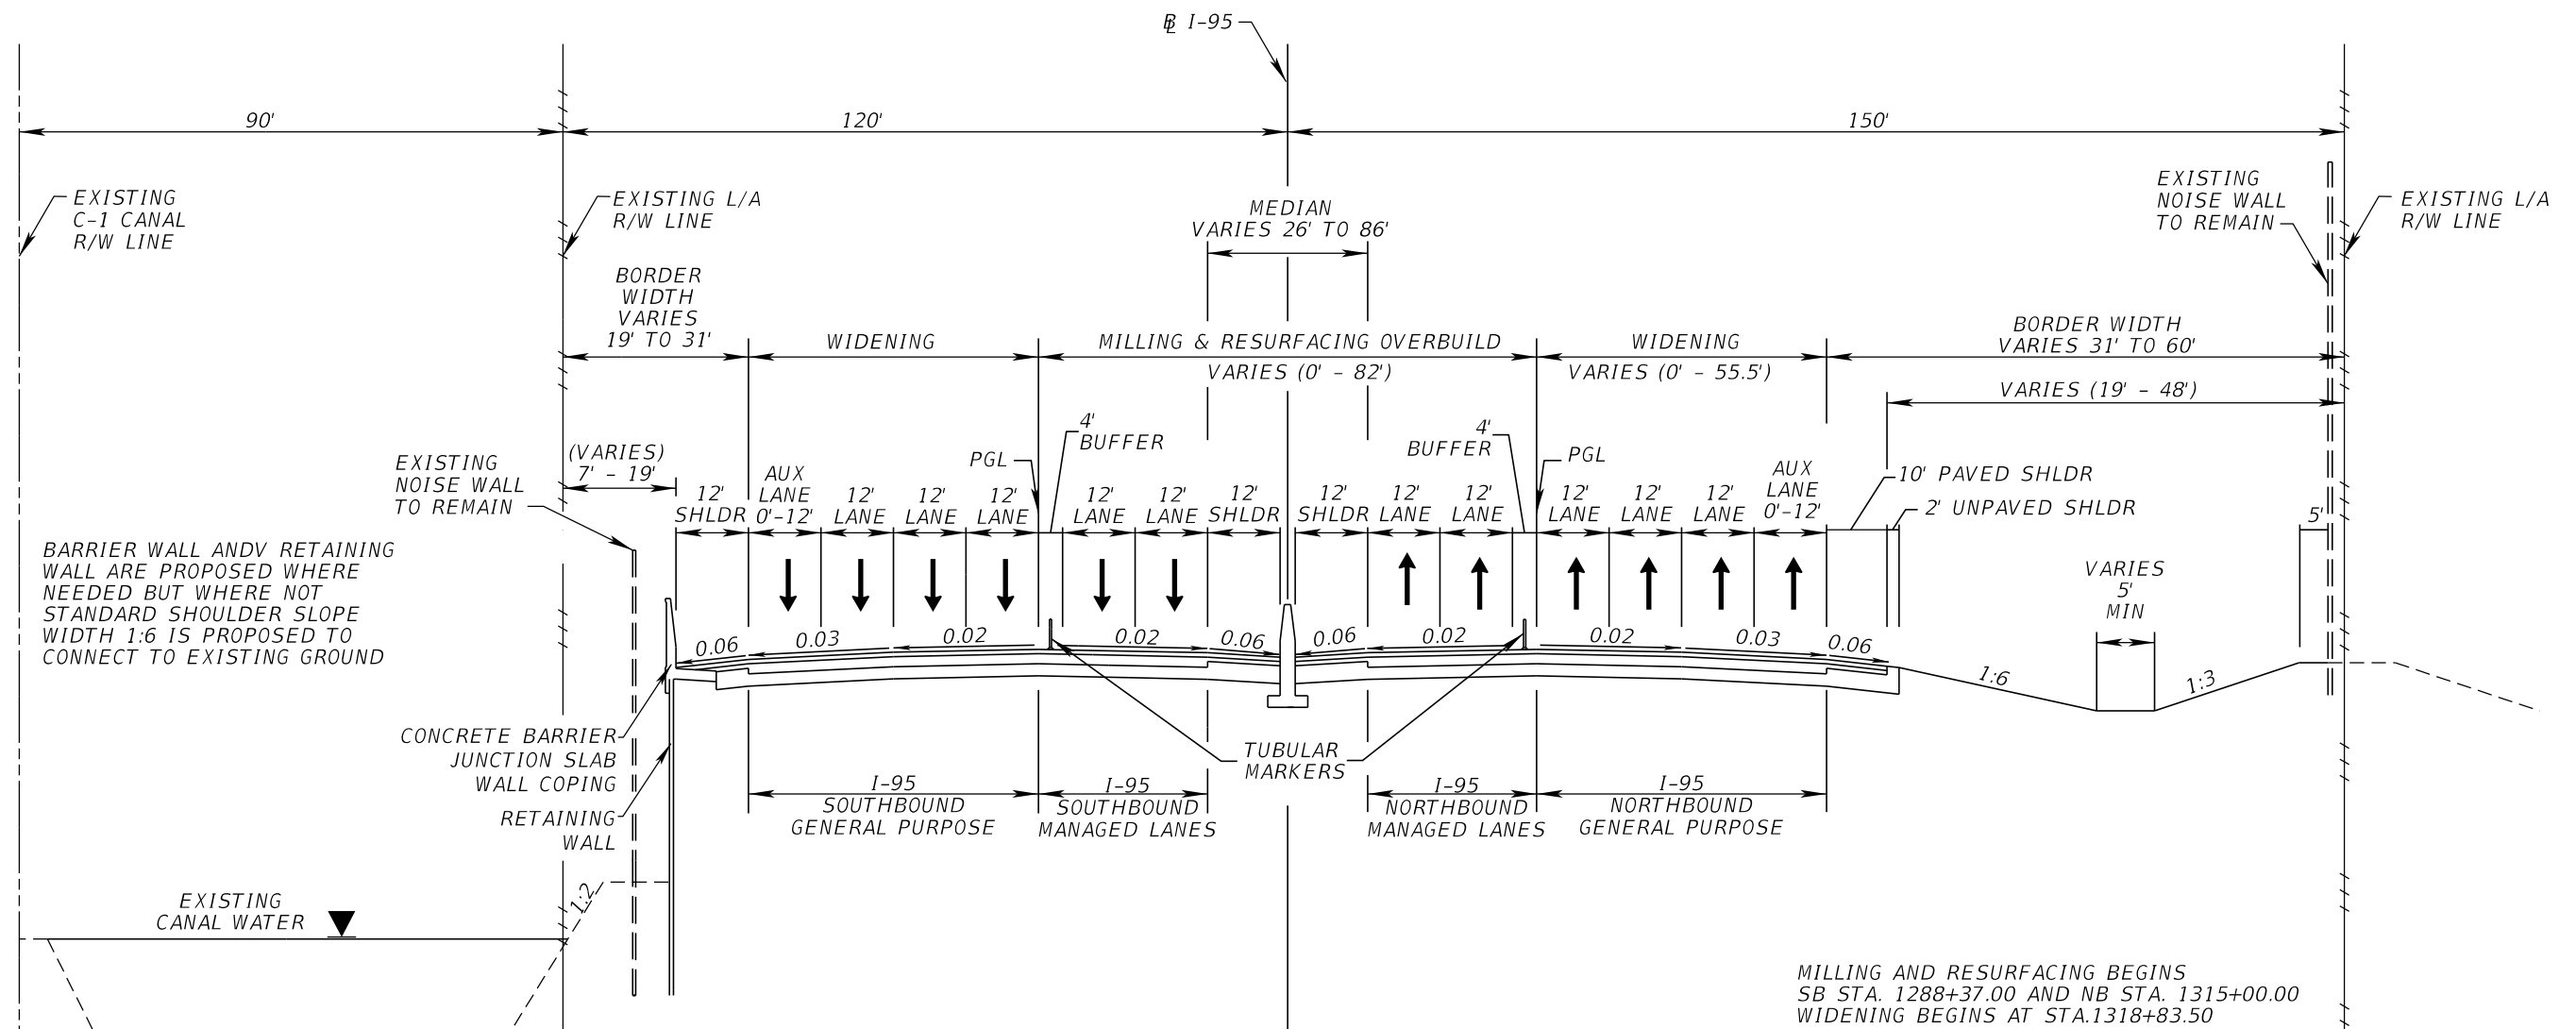 BL I-95
90'
120'
150'
EXISTING
C-1 CANAL
R/W LINE
EXISTING L/A
R/W LINE
MEDIAN
VARIES 26' TO 86'
EXISTING
NOISE WALL
TO REMAIN
EXISTING L/A
R/W LINE
BORDER
WIDTH
VARIES
19' TO 31'
WIDENING
MILLING & RESURFACING OVERBUILD
VARIES (0' - 82')
WIDENING
VARIES (0' - 55.5')
BORDER WIDTH
VARIES 31' TO 60'
VARIES (19' - 48')
EXISTING
NOISE WALL
TO REMAIN
(VARIES)
7' - 19'
PGL
4'
BUFFER
4'
BUFFER
PGL
10' PAVED SHLDR
2' UNPAVED SHLDR
5'
12'
SHLDR
AUX
LANE
0'-12'
12'
LANE
12'
LANE
12'
LANE
12'
LANE
12'
LANE
12'
SHLDR
12'
SHLDR
12'
LANE
12'
LANE
12'
LANE
12'
LANE
12'
LANE
AUX
LANE
0'-12'
BARRIER WALL ANDV RETAINING
WALL ARE PROPOSED WHERE
NEEDED BUT WHERE NOT
STANDARD SHOULDER SLOPE
WIDTH 1:6 IS PROPOSED TO
CONNECT TO EXISTING GROUND
VARIES
5'
MIN
0.06
0.03
0.02
0.02
0.06
0.06
0.02
0.02
0.03
0.06
1:6
1:3
CONCRETE BARRIER
JUNCTION SLAB
WALL COPING
RETAINING
WALL
TUBULAR
MARKERS
I-95
SOUTHBOUND
GENERAL PURPOSE
I-95
SOUTHBOUND
MANAGED LANES
I-95
NORTHBOUND
MANAGED LANES
I-95
NORTHBOUND
GENERAL PURPOSE
1:2
EXISTING
CANAL WATER
MILLING AND RESURFACING BEGINS
SB STA. 1288+37.00 AND NB STA. 1315+00.00
WIDENING BEGINS AT STA.1318+83.50